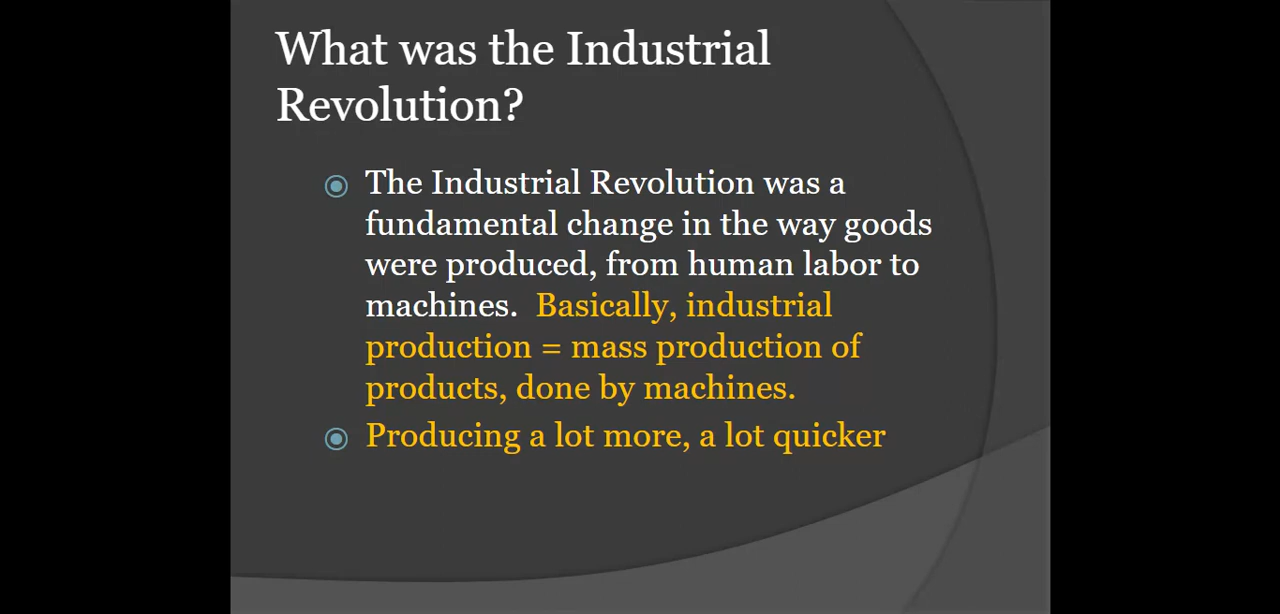 What was the Industrial
Revolution?
The Industrial Revolution was a
fundamental change in the way goods
were produced, from human labor to
machines.  Basically, industrial
production = mass production of
products, done by machines.
Producing a lot more, a lot quicker